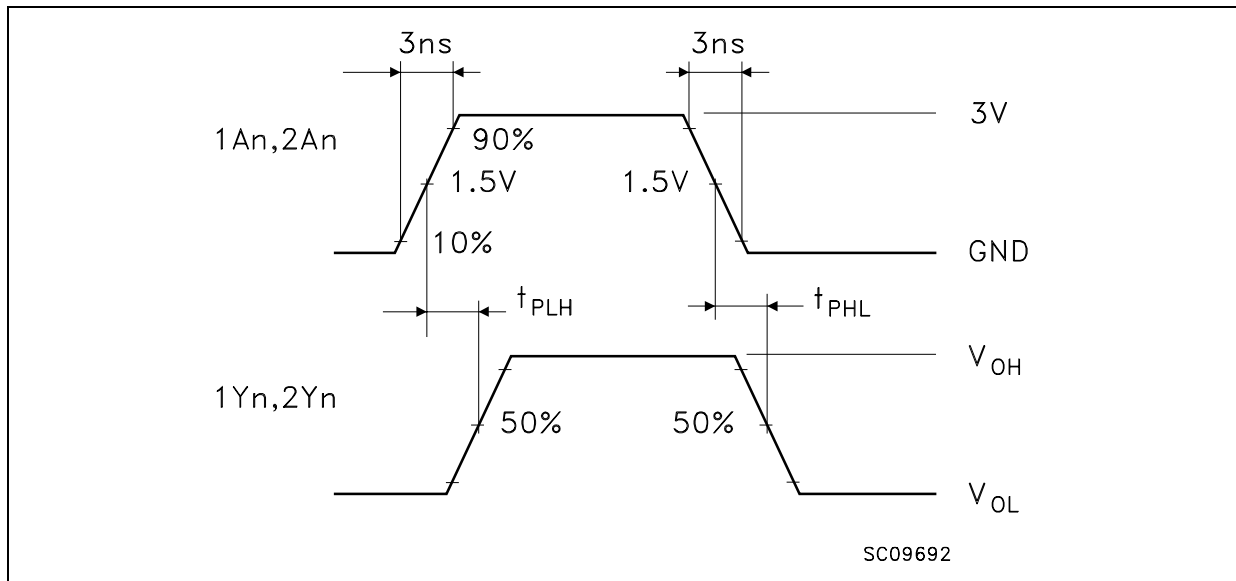 3ns 3ns
3V
1An,2An
90%
1.5V 1.5V
10%
GND
tPLH tPHL
VOH
1Yn,2Yn
50% 50%
VOL
SC09692